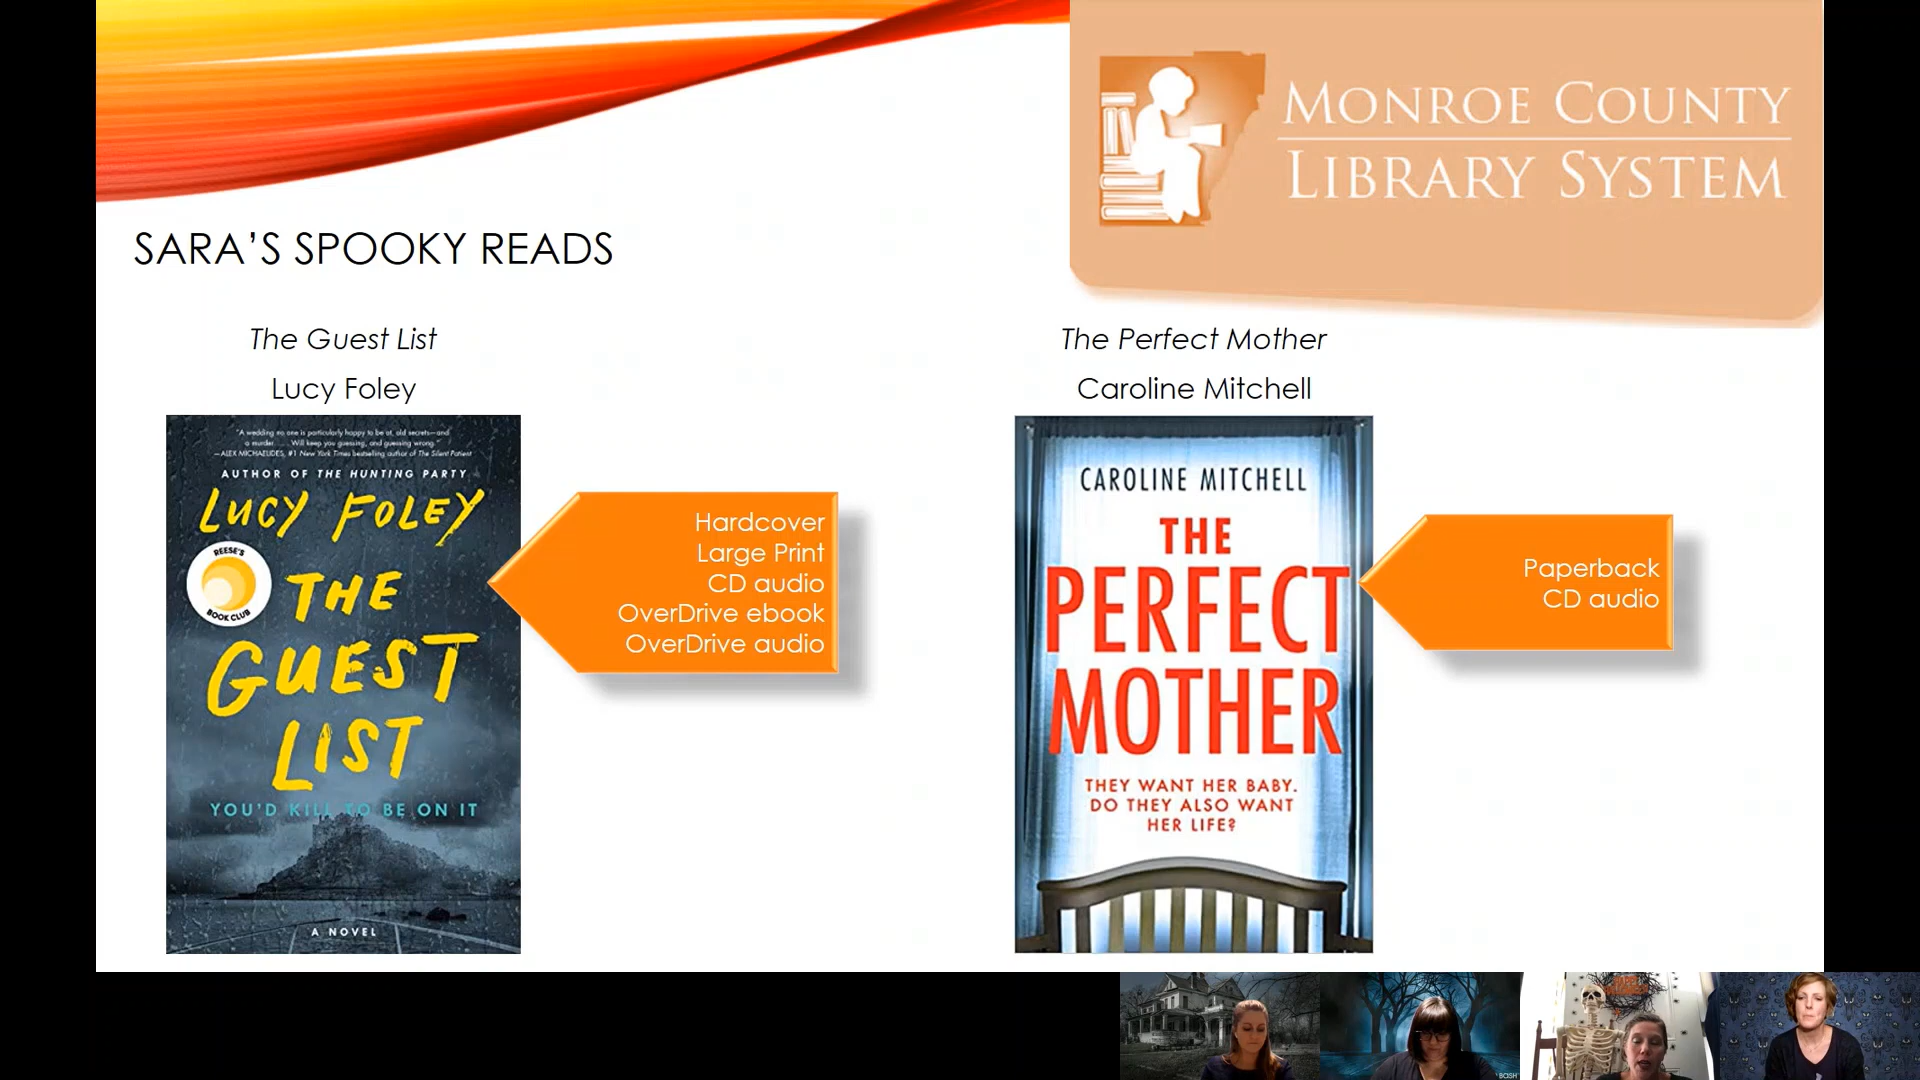 MONROE COUNTY
LIBRARY SYSTEM
SARA'S SPOOKY READS
The Guest List
Lucy Foley
"A wedding no one is particularly happy to be at, old secrets—and
a murder. . . . Will keep you guessing, and guessing wrong."
—ALEX MICHAELIDES, #1 New York Times bestselling author of The Silent Patient
AUTHOR OF THE HUNTING PARTY
LUCY FOLEY
REESE'S
BOOK CLUB
THE
GUEST
LIST
YOU'D KILL TO BE ON IT
A NOVEL
Hardcover
Large Print
CD audio
OverDrive ebook
OverDrive audio
The Perfect Mother
Caroline Mitchell
CAROLINE MITCHELL
THE
PERFECT
MOTHER
THEY WANT HER BABY.
DO THEY ALSO WANT
HER LIFE?
Paperback
CD audio